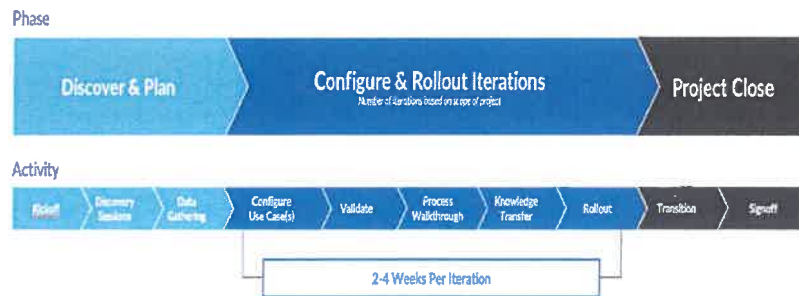 Phase
Discover & Plan
Configure & Rollout Iterations
Number of iterations based on scope of project
Project Close
Activity
Kickoff
Discovery
Sessions
Data
Gathering
Configure
Use Case(s)
Validate
Process
Walkthrough
Knowledge
Transfer
Rollout
Transition
Signoff
2-4 Weeks Per Iteration